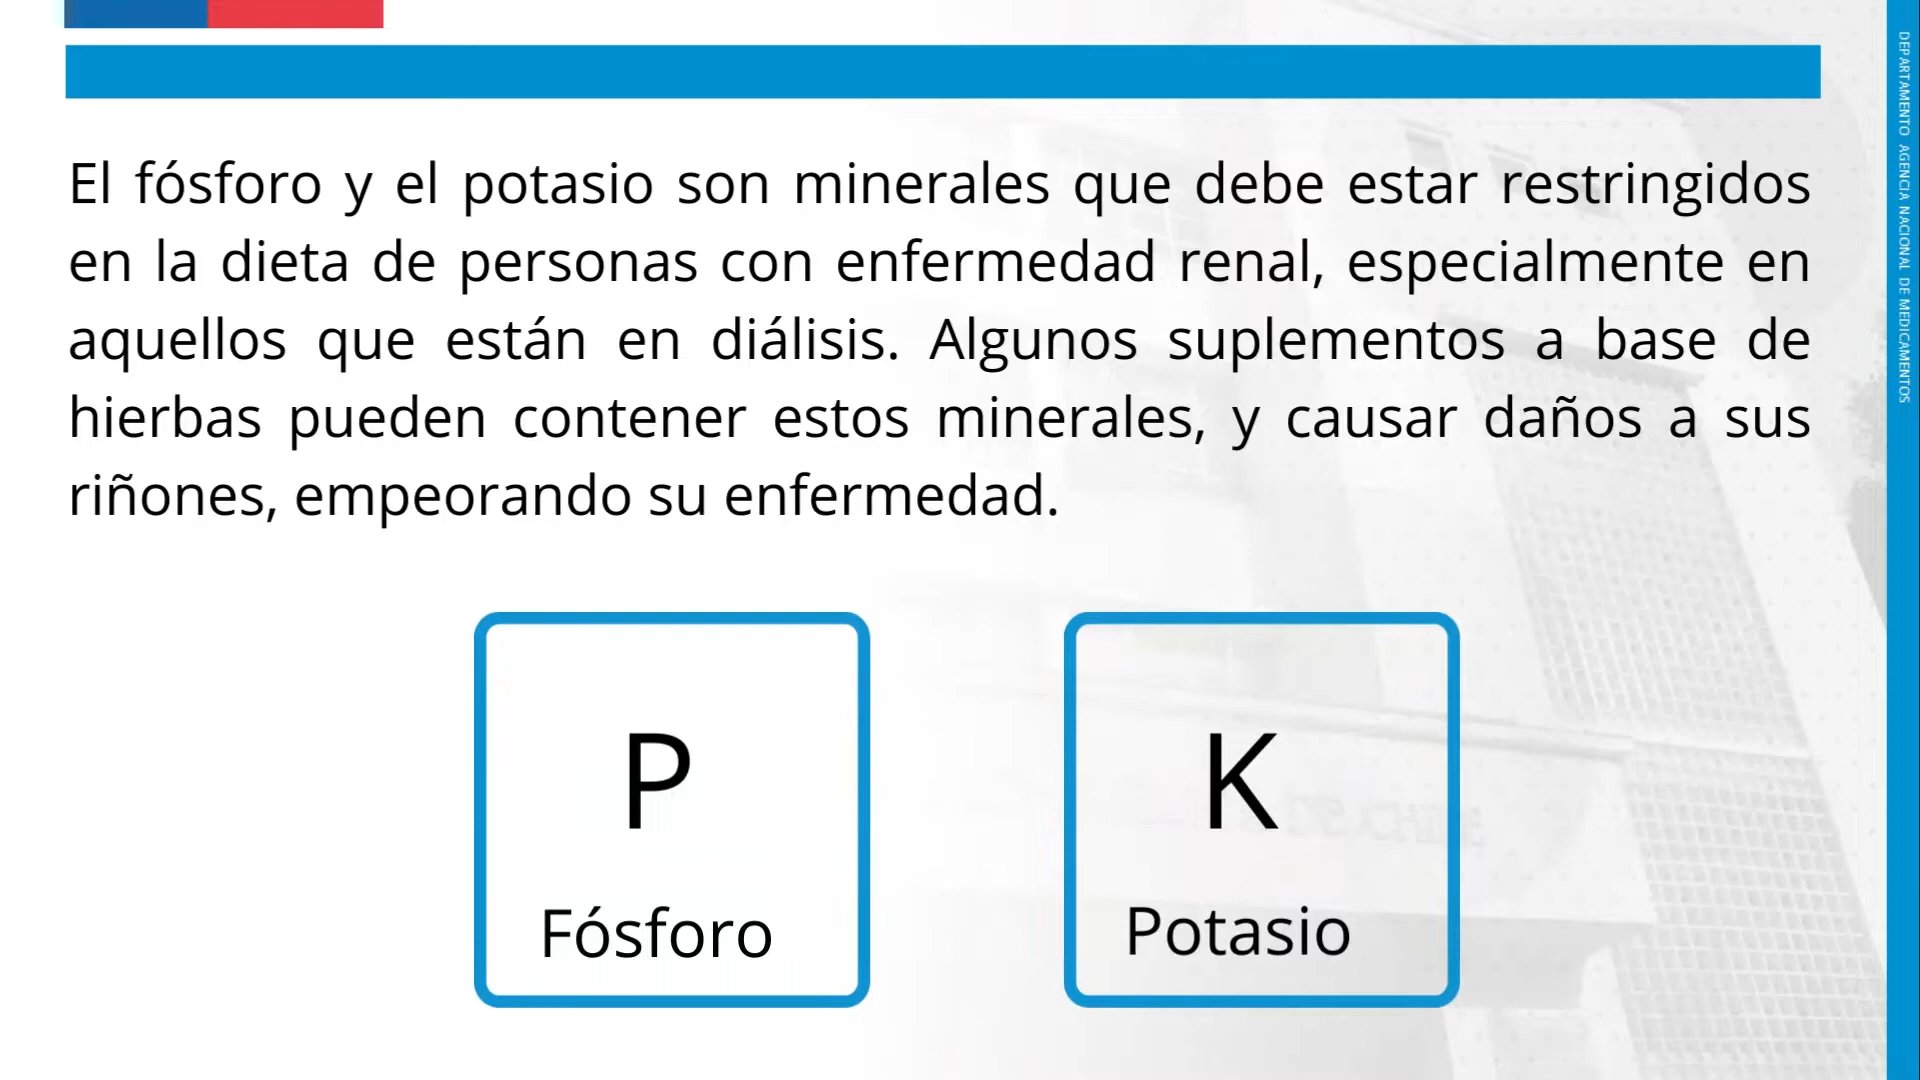 El fósforo y el potasio son minerales que debe estar restringidos
en la dieta de personas con enfermedad renal, especialmente en
aquellos que están en diálisis. Algunos suplementos a base de
hierbas pueden contener estos minerales, y causar daños a sus
riñones, empeorando su enfermedad.
P
Fósforo
K
Potasio
DEPARTAMENTO AGENCIA NACIONAL DE MEDICAMENTOS